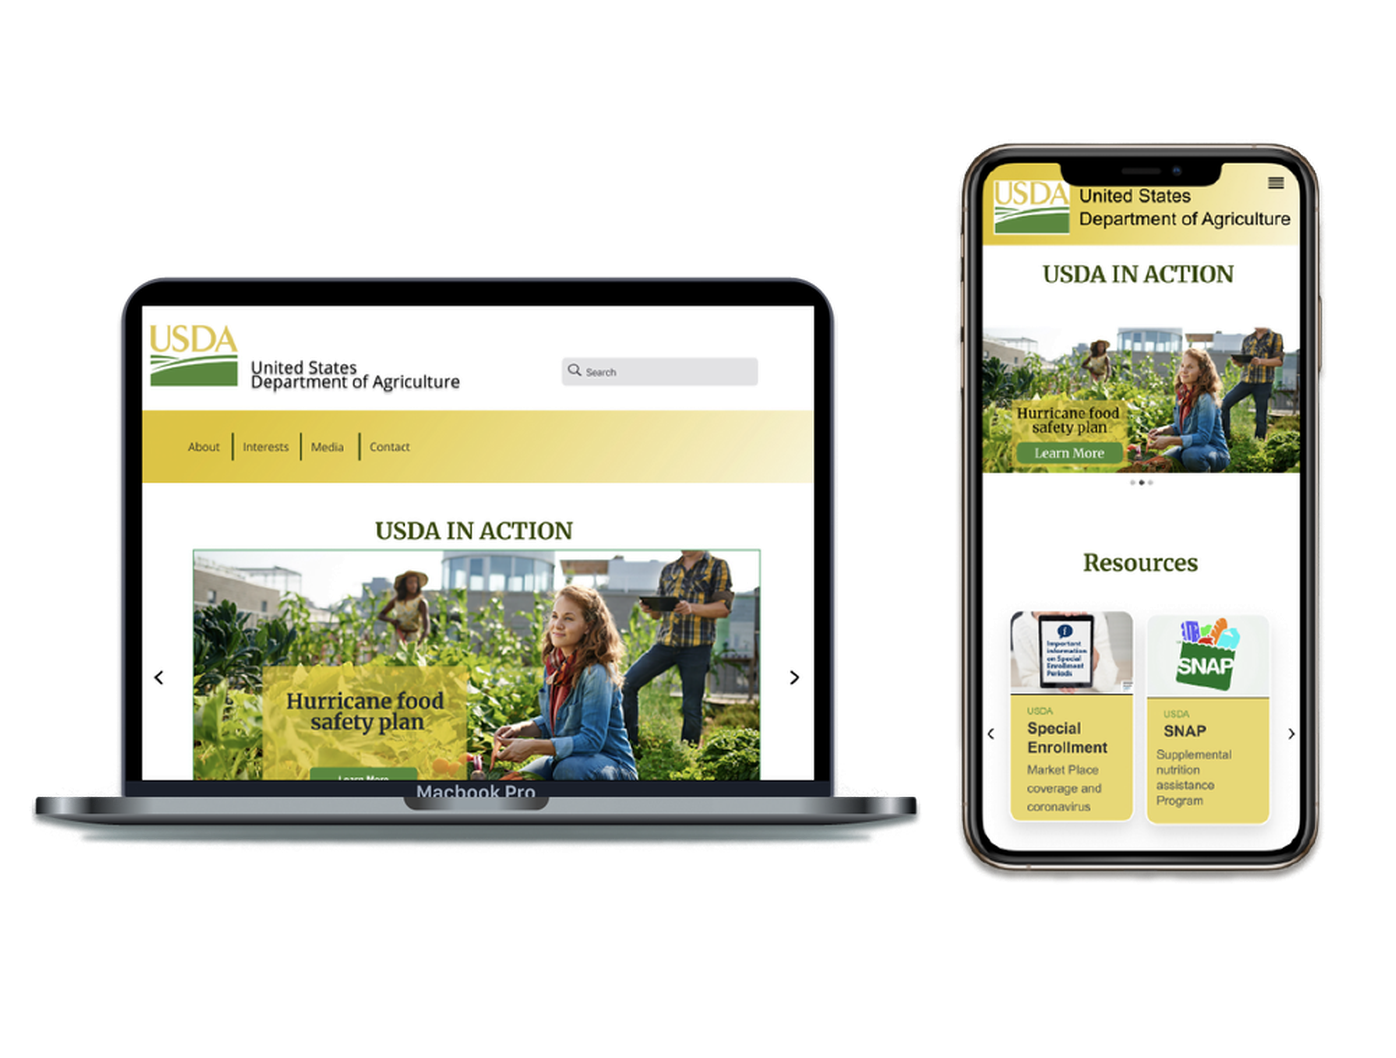 USDA
United States
Department of Agriculture
Search
About
Interests
Media
Contact
USDA IN ACTION
Hurricane food
safety plan
Learn More
Macbook Pro
USDA
United States
Department of Agriculture
USDA IN ACTION
Hurricane food
safety plan
Learn More
Resources
Important
information
on Special
Enrollment
Periods
USDA
Special
Enrollment
Market Place
coverage and
coronavirus
SNAP
USDA
SNAP
Supplemental
nutrition
assistance
Program